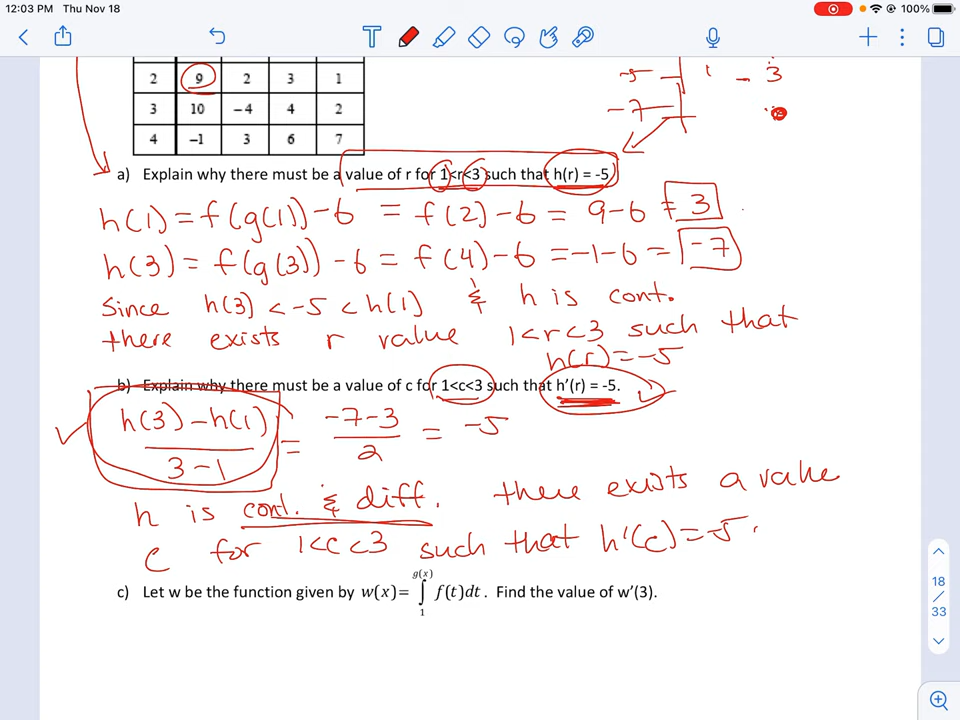 12:03 PM Thu Nov 18
100%
T
2 9 2 3 1
3 10 −4 4 2
4 −1 3 6 7
-5 1 - 3
-7
a) Explain why there must be a value of r for 1<r<3 such that h(r) = -5
h(1) = f(g(1)) - 6 = f(2) - 6 = 9 - 6 = 3
h(3) = f(g(3)) - 6 = f(4) - 6 = -1 - 6 = -7
Since h(3) < -5 < h(1) & h is cont.
there exists r value 1<r<3 such that
h(r) = -5
b) Explain why there must be a value of c for 1<c<3 such that h’(r) = -5.
h(3) - h(1) / 3 - 1 = -7 - 3 / 2 = -5
h is cont. & diff. there exists a value
c for 1<c<3 such that h'(c) = -5.
c) Let w be the function given by w(x) = ∫₁^g(x) f(t)dt. Find the value of w’(3).
18
/
33